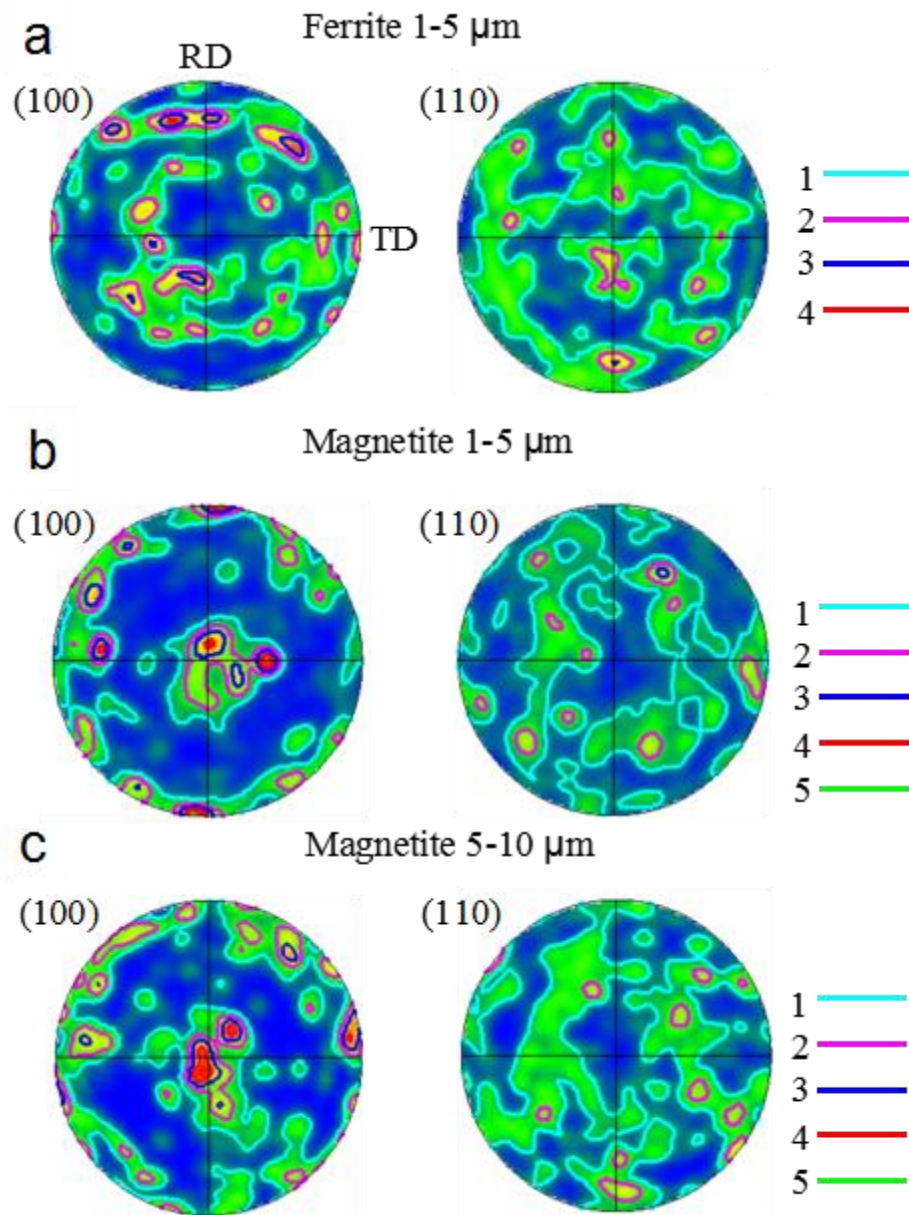 a
Ferrite 1-5 μm
RD
(100)
(110)
TD
1
2
3
4
b
Magnetite 1-5 μm
(100)
(110)
1
2
3
4
5
c
Magnetite 5-10 μm
(100)
(110)
1
2
3
4
5